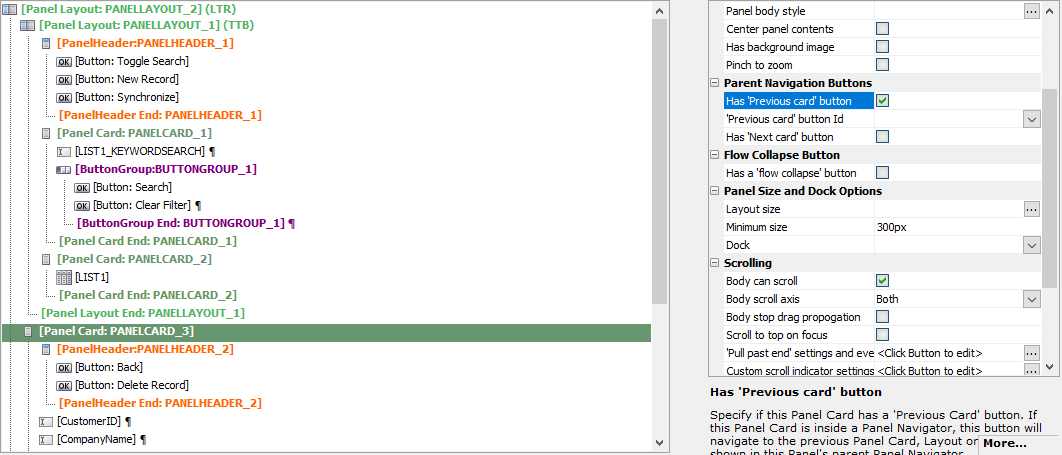 [Panel Layout: PANELLAYOUT_2] (LTR)
[Panel Layout: PANELLAYOUT_1] (TTB)
[PanelHeader:PANELHEADER_1]
OK [Button: Toggle Search]
OK [Button: New Record]
OK [Button: Synchronize]
[PanelHeader End: PANELHEADER_1]
[Panel Card: PANELCARD_1]
[LIST1_KEYWORDSEARCH] ¶
[ButtonGroup:BUTTONGROUP_1]
OK [Button: Search]
OK [Button: Clear Filter] ¶
[ButtonGroup End: BUTTONGROUP_1] ¶
[Panel Card End: PANELCARD_1]
[Panel Card: PANELCARD_2]
[LIST1]
[Panel Card End: PANELCARD_2]
[Panel Layout End: PANELLAYOUT_1]
[Panel Card: PANELCARD_3]
[PanelHeader:PANELHEADER_2]
OK [Button: Back]
OK [Button: Delete Record]
[PanelHeader End: PANELHEADER_2]
[CustomerID] ¶
[CompanyName] ¶
Panel body style ...
Center panel contents
Has background image
Pinch to zoom
Parent Navigation Buttons
Has 'Previous card' button
'Previous card' button Id
Has 'Next card' button
Flow Collapse Button
Has a 'flow collapse' button
Panel Size and Dock Options
Layout size ...
Minimum size 300px
Dock
Scrolling
Body can scroll
Body scroll axis Both
Body stop drag propogation
Scroll to top on focus
'Pull past end' settings and eve <Click Button to edit> ...
Custom scroll indicator settings <Click Button to edit> ...
Has 'Previous card' button
Specify if this Panel Card has a 'Previous Card' button. If
this Panel Card is inside a Panel Navigator, this button will
navigate to the previous Panel Card, Layout or
shown in this Panel's parent Panel Navigator
More...